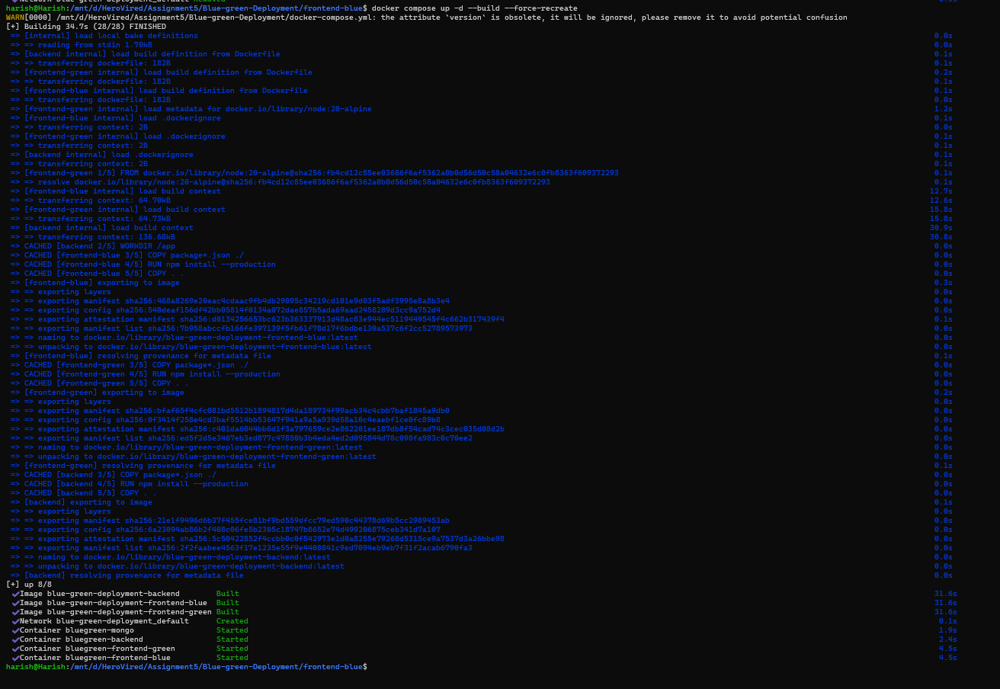 harish@Harish:/mnt/d/HeroVired/Assignment5/Blue-green-Deployment/frontend-blue$ docker compose up -d --build --force-recreate
WARN[0000] /mnt/d/HeroVired/Assignment5/Blue-green-Deployment/docker-compose.yml: the attribute `version` is obsolete, it will be ignored, please remove it to avoid potential confusion
[+] Building 34.7s (28/28) FINISHED
=> [internal] load local bake definitions 0.0s
=> => reading from stdin 1.70kB 0.0s
=> [backend internal] load build definition from Dockerfile 0.1s
=> => transferring dockerfile: 182B 0.1s
=> [frontend-green internal] load build definition from Dockerfile 0.2s
=> => transferring dockerfile: 182B 0.1s
=> [frontend-blue internal] load build definition from Dockerfile 0.1s
=> => transferring dockerfile: 182B 0.0s
=> [frontend-green internal] load metadata for docker.io/library/node:20-alpine 1.2s
=> [frontend-blue internal] load .dockerignore 0.1s
=> => transferring context: 2B 0.0s
=> [frontend-green internal] load .dockerignore 0.1s
=> => transferring context: 2B 0.1s
=> [backend internal] load .dockerignore 0.1s
=> => transferring context: 2B 0.1s
=> [frontend-green 1/5] FROM docker.io/library/node:20-alpine@sha256:fb4cd12c85ee03686f6af5362a0b0d56d50c58a04632e6c0fb8363f609372293 0.1s
=> => resolve docker.io/library/node:20-alpine@sha256:fb4cd12c85ee03686f6af5362a0b0d56d50c58a04632e6c0fb8363f609372293 0.1s
=> [frontend-blue internal] load build context 12.7s
=> => transferring context: 64.70kB 12.6s
=> [frontend-green internal] load build context 15.8s
=> => transferring context: 64.73kB 15.8s
=> [backend internal] load build context 30.9s
=> => transferring context: 136.68kB 30.8s
=> CACHED [backend 2/5] WORKDIR /app 0.0s
=> CACHED [frontend-blue 3/5] COPY package*.json ./ 0.0s
=> CACHED [frontend-blue 4/5] RUN npm install --production 0.0s
=> CACHED [frontend-blue 5/5] COPY . . 0.0s
=> [frontend-blue] exporting to image 0.3s
=> => exporting layers 0.0s
=> => exporting manifest sha256:468a8269e20eac4cdaac9fb4db29095c34219cd101e9d03f5adf3995e8a8b3e4 0.0s
=> => exporting config sha256:540deaf156df42bb05814f0134a072dae857b5ada69aad2458289d3cc9a752d4 0.0s
=> => exporting attestation manifest sha256:d0134256653bc623b363337913d48ac83e944ec5119449545f4c662b317439f4 0.1s
=> => exporting manifest list sha256:7b958abccfb166fe397139f5fb61f78d17f6bdbe130a537c6f2cc52789573973 0.0s
=> => naming to docker.io/library/blue-green-deployment-frontend-blue:latest 0.0s
=> => unpacking to docker.io/library/blue-green-deployment-frontend-blue:latest 0.0s
=> [frontend-blue] resolving provenance for metadata file 0.1s
=> CACHED [frontend-green 3/5] COPY package*.json ./ 0.0s
=> CACHED [frontend-green 4/5] RUN npm install --production 0.0s
=> CACHED [frontend-green 5/5] COPY . . 0.0s
=> [frontend-green] exporting to image 0.2s
=> => exporting layers 0.0s
=> => exporting manifest sha256:bfaf65f4cfc081bd5512b1894817d4da189734f99acb34c4cbb7baf1845a9db0 0.0s
=> => exporting config sha256:0f3414f258e4cd3baf5514bb53647f941a9a5a939d58a10c4eaebf1ce0fc89b8 0.0s
=> => exporting attestation manifest sha256:c401da6044bb6d1f3a797659ce2e862201ee187db8f54cad74c3cec035d08d2b 0.0s
=> => exporting manifest list sha256:ed5f2d5e3467eb3ed877c47850b3b4eda4ed2d095844d78c098fa983c0c70ee2 0.0s
=> => naming to docker.io/library/blue-green-deployment-frontend-green:latest 0.0s
=> => unpacking to docker.io/library/blue-green-deployment-frontend-green:latest 0.0s
=> [frontend-green] resolving provenance for metadata file 0.1s
=> CACHED [backend 3/5] COPY package*.json ./ 0.0s
=> CACHED [backend 4/5] RUN npm install --production 0.0s
=> CACHED [backend 5/5] COPY . . 0.0s
=> [backend] exporting to image 0.1s
=> => exporting layers 0.0s
=> => exporting manifest sha256:21e1f9496d6b37f455fce81bf9bd559dfcc79ed590c44378d69b5cc2989453ab 0.0s
=> => exporting config sha256:6a23094ab86b2f408c06fe5b2305c18747b8652e74d499206875ceb341d7a107 0.0s
=> => exporting attestation manifest sha256:5c50422852f4ccbb0c0f542973e1d0a8255e79268d5315ce9a7537d3a26bbe98 0.0s
=> => exporting manifest list sha256:2f2faabee4563f17e1235e55f9e4408841c9ed7094eb9eb7f31f2acab6790fa3 0.0s
=> => naming to docker.io/library/blue-green-deployment-backend:latest 0.0s
=> => unpacking to docker.io/library/blue-green-deployment-backend:latest 0.0s
=> [backend] resolving provenance for metadata file 0.0s
[+] up 8/8
✔Image blue-green-deployment-backend Built 31.6s
✔Image blue-green-deployment-frontend-blue Built 31.6s
✔Image blue-green-deployment-frontend-green Built 31.6s
✔Network blue-green-deployment_default Created 0.1s
✔Container bluegreen-mongo Started 1.9s
✔Container bluegreen-backend Started 2.4s
✔Container bluegreen-frontend-green Started 4.5s
✔Container bluegreen-frontend-blue Started 4.5s
harish@Harish:/mnt/d/HeroVired/Assignment5/Blue-green-Deployment/frontend-blue$